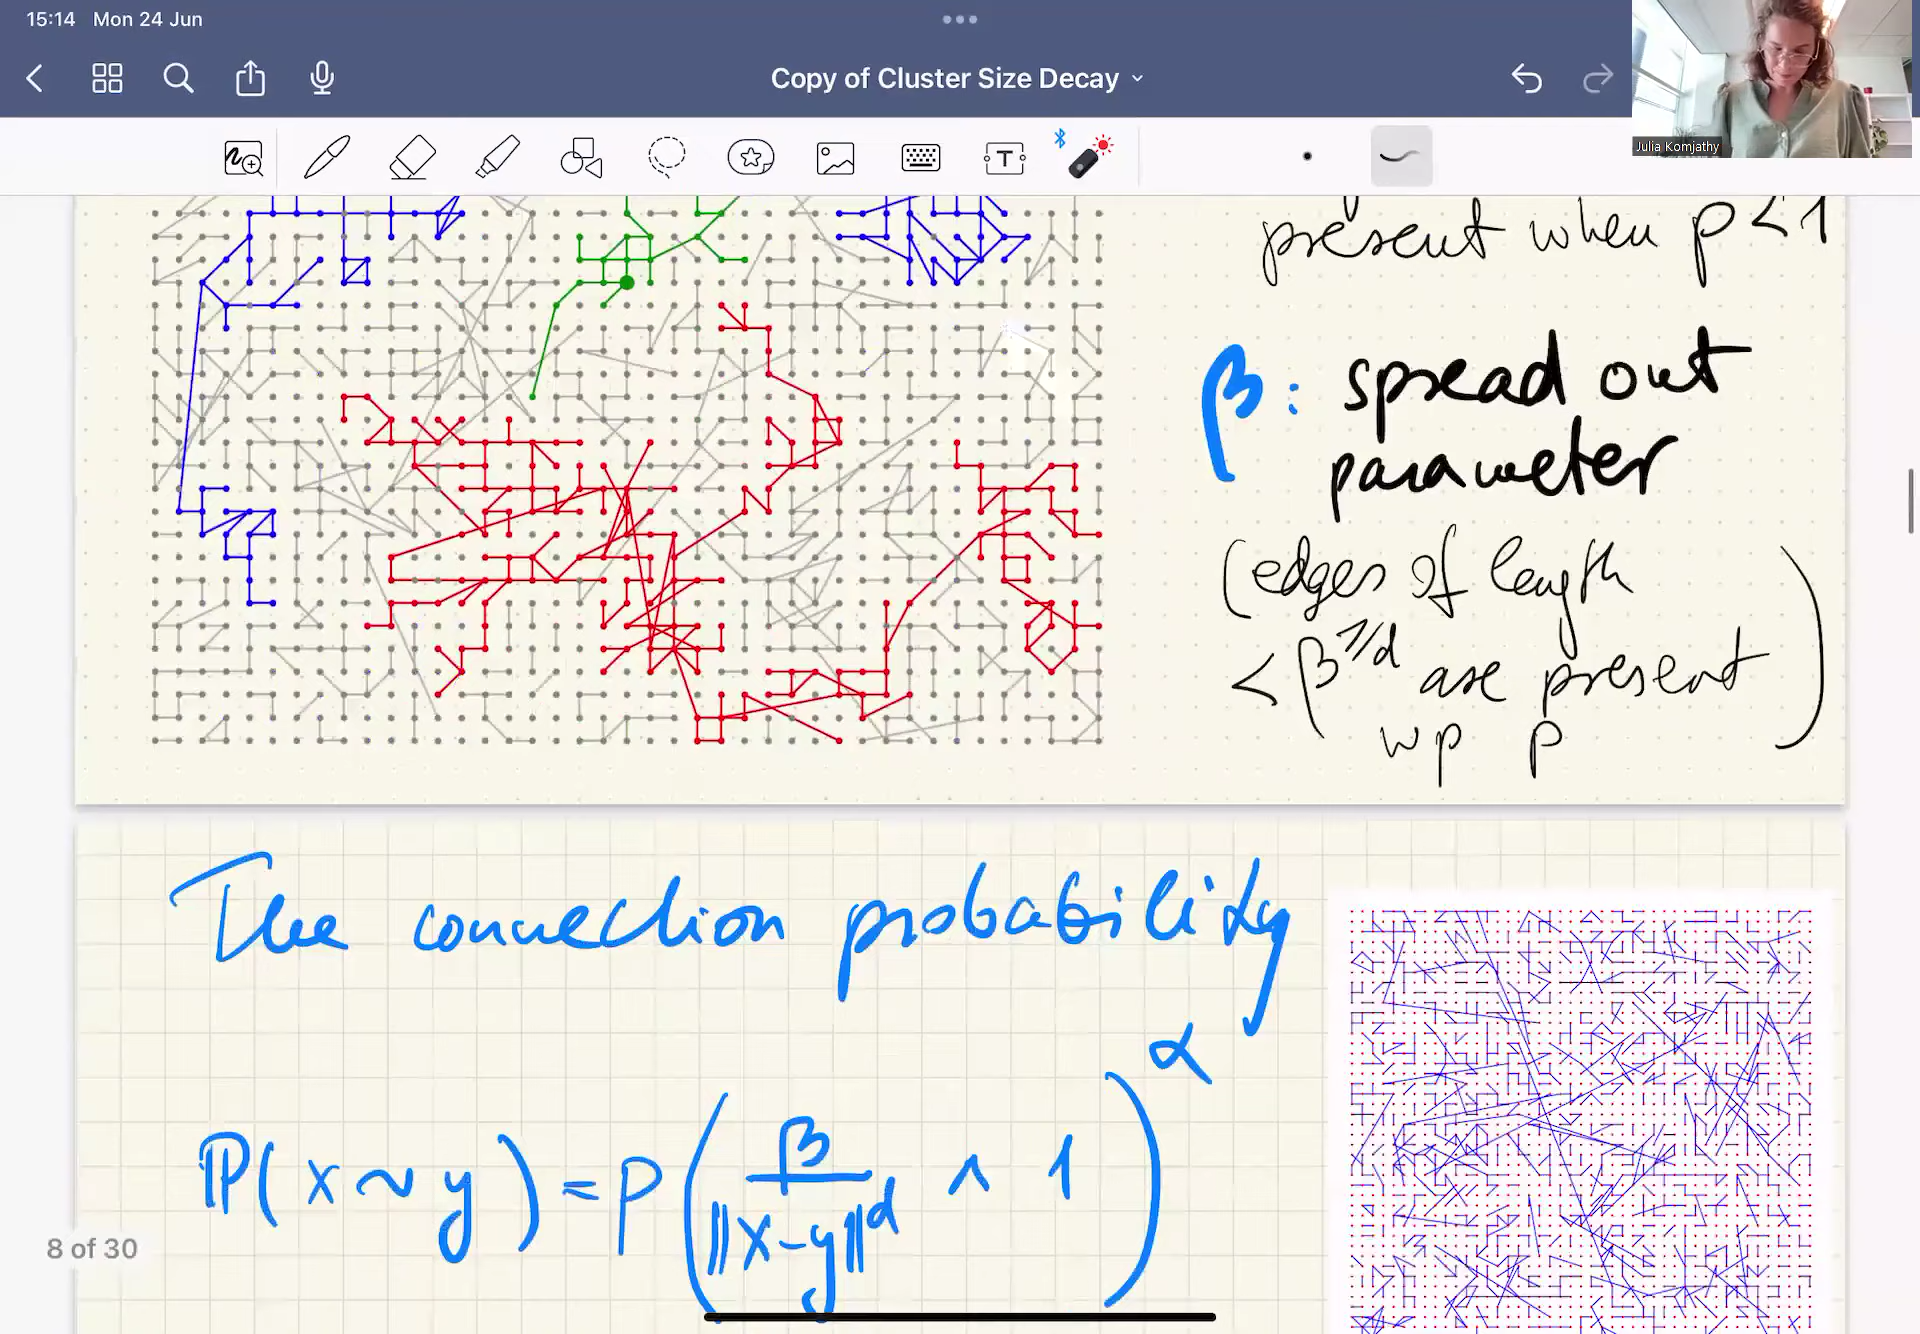 15:14 Mon 24 Jun
Copy of Cluster Size Decay
Julia Komjathy
T
present when p < 1
β: spread out
parameter
(edges of length
< β^1/d are present
wp p)
The connection probability
ℙ(x ~ y) = p(β/‖x-y‖^d ∧ 1)^α
8 of 30